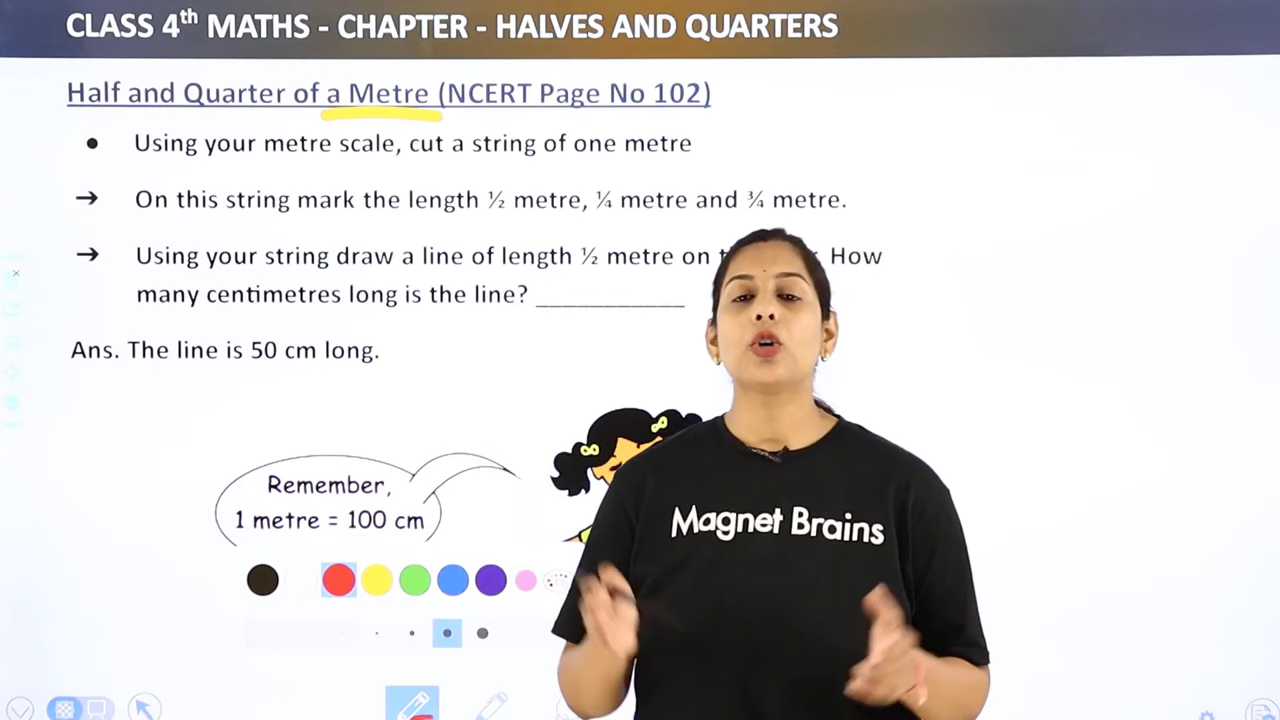 CLASS 4th MATHS - CHAPTER - HALVES AND QUARTERS
Half and Quarter of a Metre (NCERT Page No 102)
• Using your metre scale, cut a string of one metre
→ On this string mark the length ½ metre, ¼ metre and ¾ metre.
→ Using your string draw a line of length ½ metre on How
many centimetres long is the line? ___________
Ans. The line is 50 cm long.
Remember,
1 metre = 100 cm
Magnet Brains